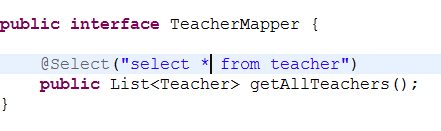 public interface TeacherMapper {
@Select("select * from teacher")
public List<Teacher> getAllTeachers();
}